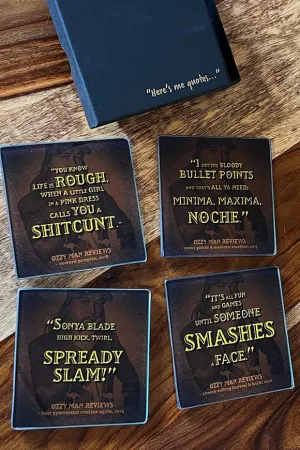 "Here's me quotes..."
"YOU KNOW
LIFE IS ROUGH,
WHEN A LITTLE GIRL
IN A PINK DRESS
CALLS YOU A
SHITCUNT."
OZZY MAN REVIEWS
"I GET THE BLOODY
BULLET POINTS
AND THAT'S ALL YA NEED:
MINIMA, MAXIMA,
NOCHE."
OZZY MAN REVIEWS
"SONYA BLADE
HIGH KICK, TWIRL,
SPREADY
SLAM!"
OZZY MAN REVIEWS
"IT'S ALL FUN
AND GAMES
UNTIL SOMEONE
SMASHES
A FACE."
OZZY MAN REVIEWS